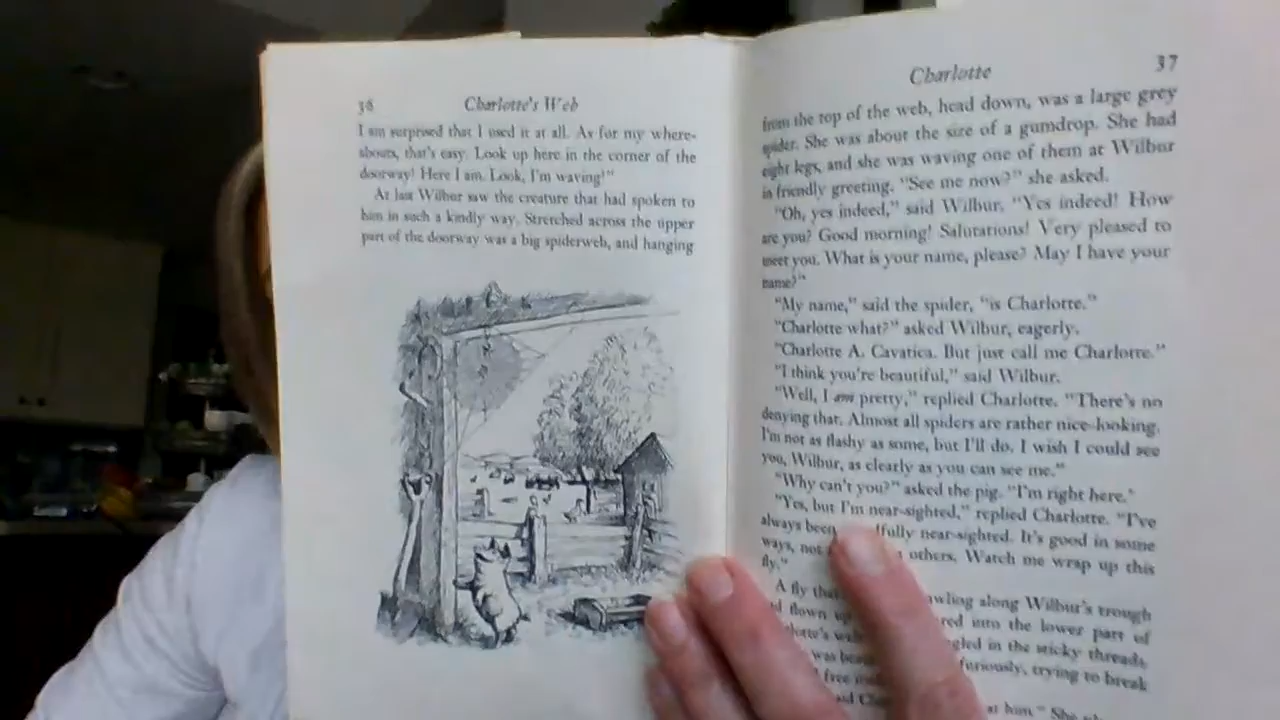 36
Charlotte's Web
I am surprised that I used it at all. As for my where-
abouts, that's easy. Look up here in the corner of the
doorway! Here I am. Look, I'm waving!"
At last Wilbur saw the creature that had spoken to
him in such a kindly way. Stretched across the upper
part of the doorway was a big spiderweb, and hanging
Charlotte
37
from the top of the web, head down, was a large grey
spider. She was about the size of a gumdrop. She had
eight legs, and she was waving one of them at Wilbur
in friendly greeting. "See me now?" she asked.
"Oh, yes indeed," said Wilbur. "Yes indeed! How
are you? Good morning! Salutations! Very pleased to
meet you. What is your name, please? May I have your
name?"
"My name," said the spider, "is Charlotte."
"Charlotte what?" asked Wilbur, eagerly.
"Charlotte A. Cavatica. But just call me Charlotte."
"I think you're beautiful," said Wilbur.
"Well, I am pretty," replied Charlotte. "There's no
denying that. Almost all spiders are rather nice-looking.
I'm not as flashy as some, but I'll do. I wish I could see
you, Wilbur, as clearly as you can see me."
"Why can't you?" asked the pig. "I'm right here."
"Yes, but I'm near-sighted," replied Charlotte. "I've
always been fully near-sighted. It's good in some
ways, not others. Watch me wrap up this
fly."
A fly that wling along Wilbur's trough
flown up red into the lower part of
gled in the sticky threads
was furiously, trying to break
free
at him." She